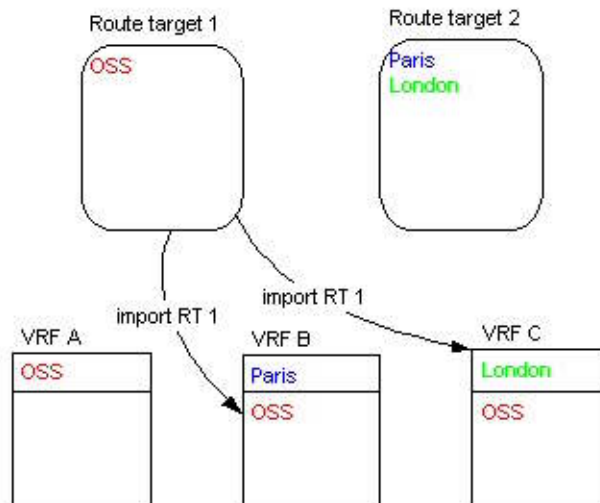 Route target 1
Route target 2
OSS
Paris
London
import RT 1
import RT 1
VRF A
VRF B
VRF C
OSS
Paris
London
OSS
OSS